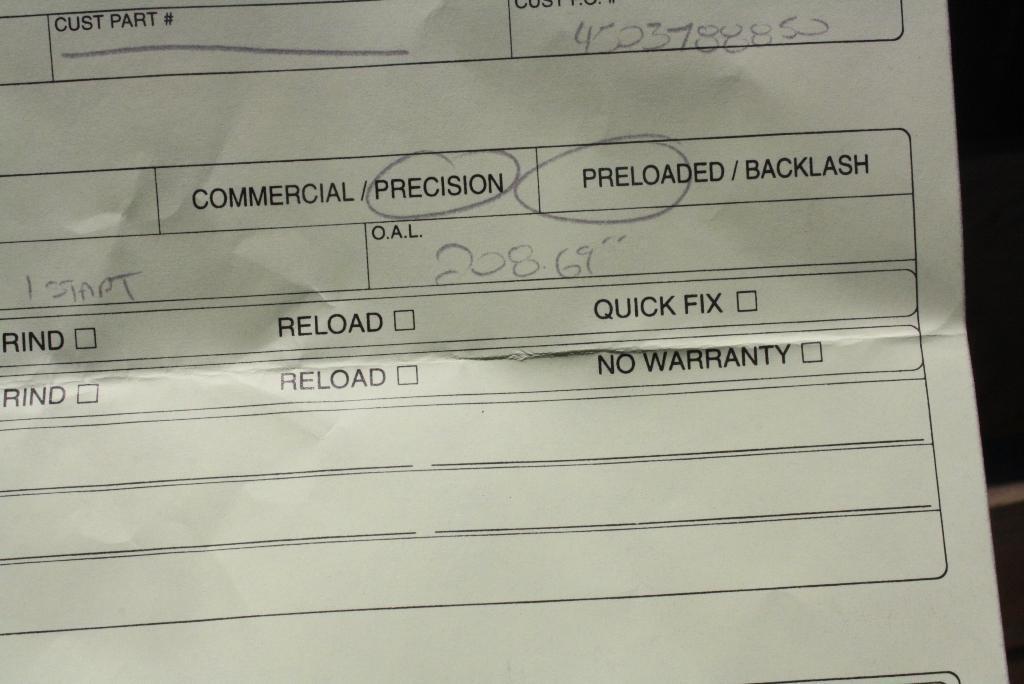 CUST PART #
CUST P.O. #
4503788850
COMMERCIAL / PRECISION
PRELOADED / BACKLASH
O.A.L.
1 START
208.69"
RIND
RELOAD
QUICK FIX
RIND
RELOAD
NO WARRANTY